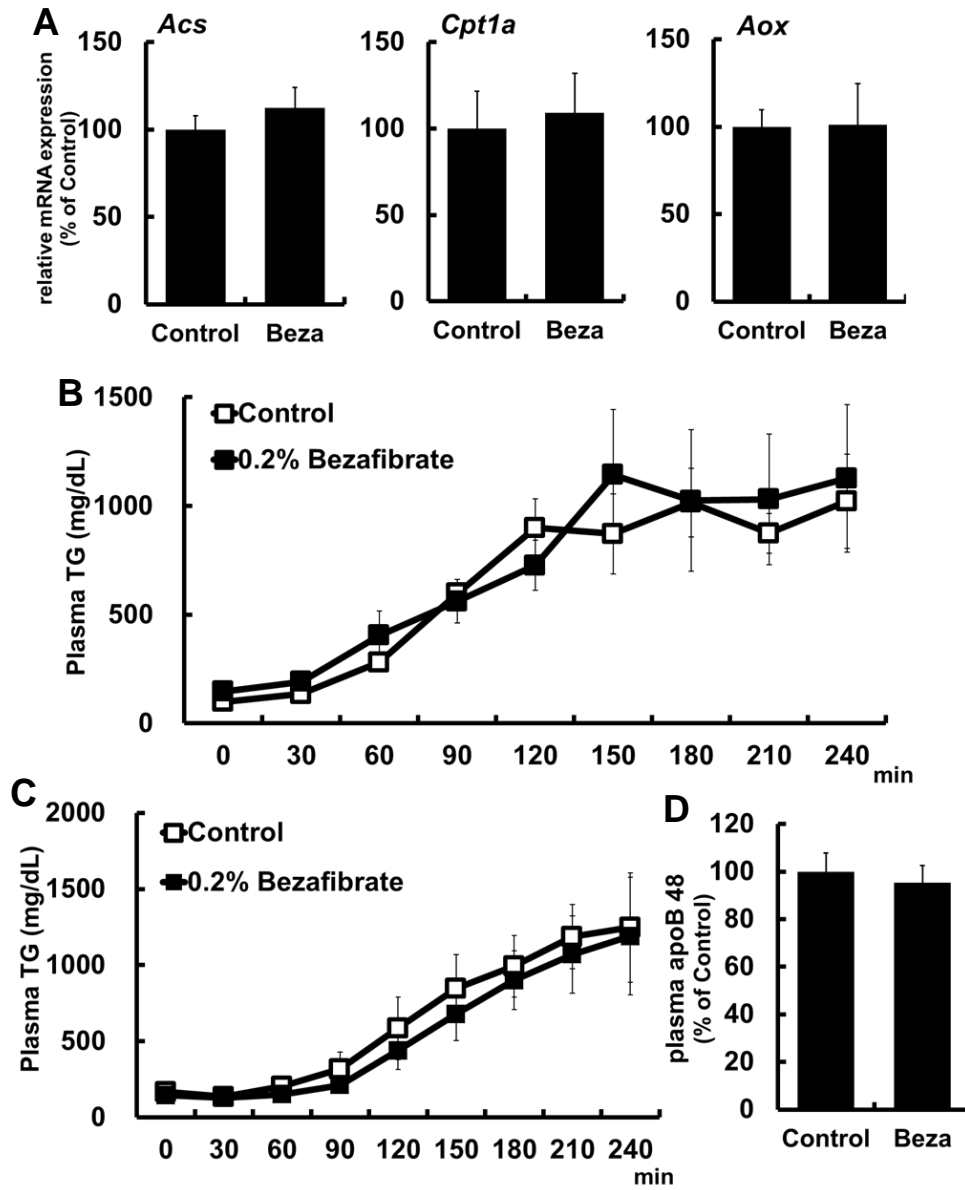 A
Acs
Cpt1a
Aox
relative mRNA expression
(% of Control)
150
100
50
0
Control Beza
150
100
50
0
Control Beza
150
100
50
0
Control Beza
B
Plasma TG (mg/dL)
1500
1000
500
0
Control
0.2% Bezafibrate
0 30 60 90 120 150 180 210 240
min
C
Plasma TG (mg/dL)
2000
1500
1000
500
0
Control
0.2% Bezafibrate
0 30 60 90 120 150 180 210 240
min
D
plasma apoB 48
(% of Control)
120
100
80
60
40
20
0
Control Beza